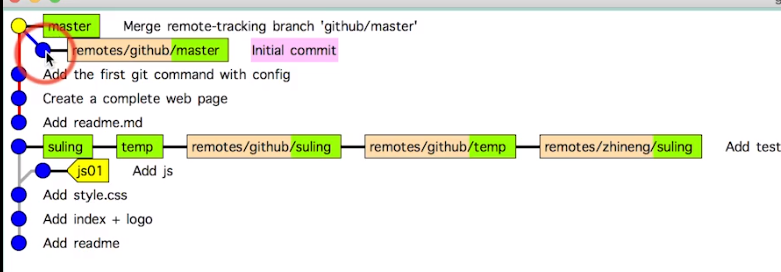 master Merge remote-tracking branch 'github/master'
remotes/github/master Initial commit
Add the first git command with config
Create a complete web page
Add readme.md
suling temp remotes/github/suling remotes/github/temp remotes/zhineng/suling Add test
js01 Add js
Add style.css
Add index + logo
Add readme